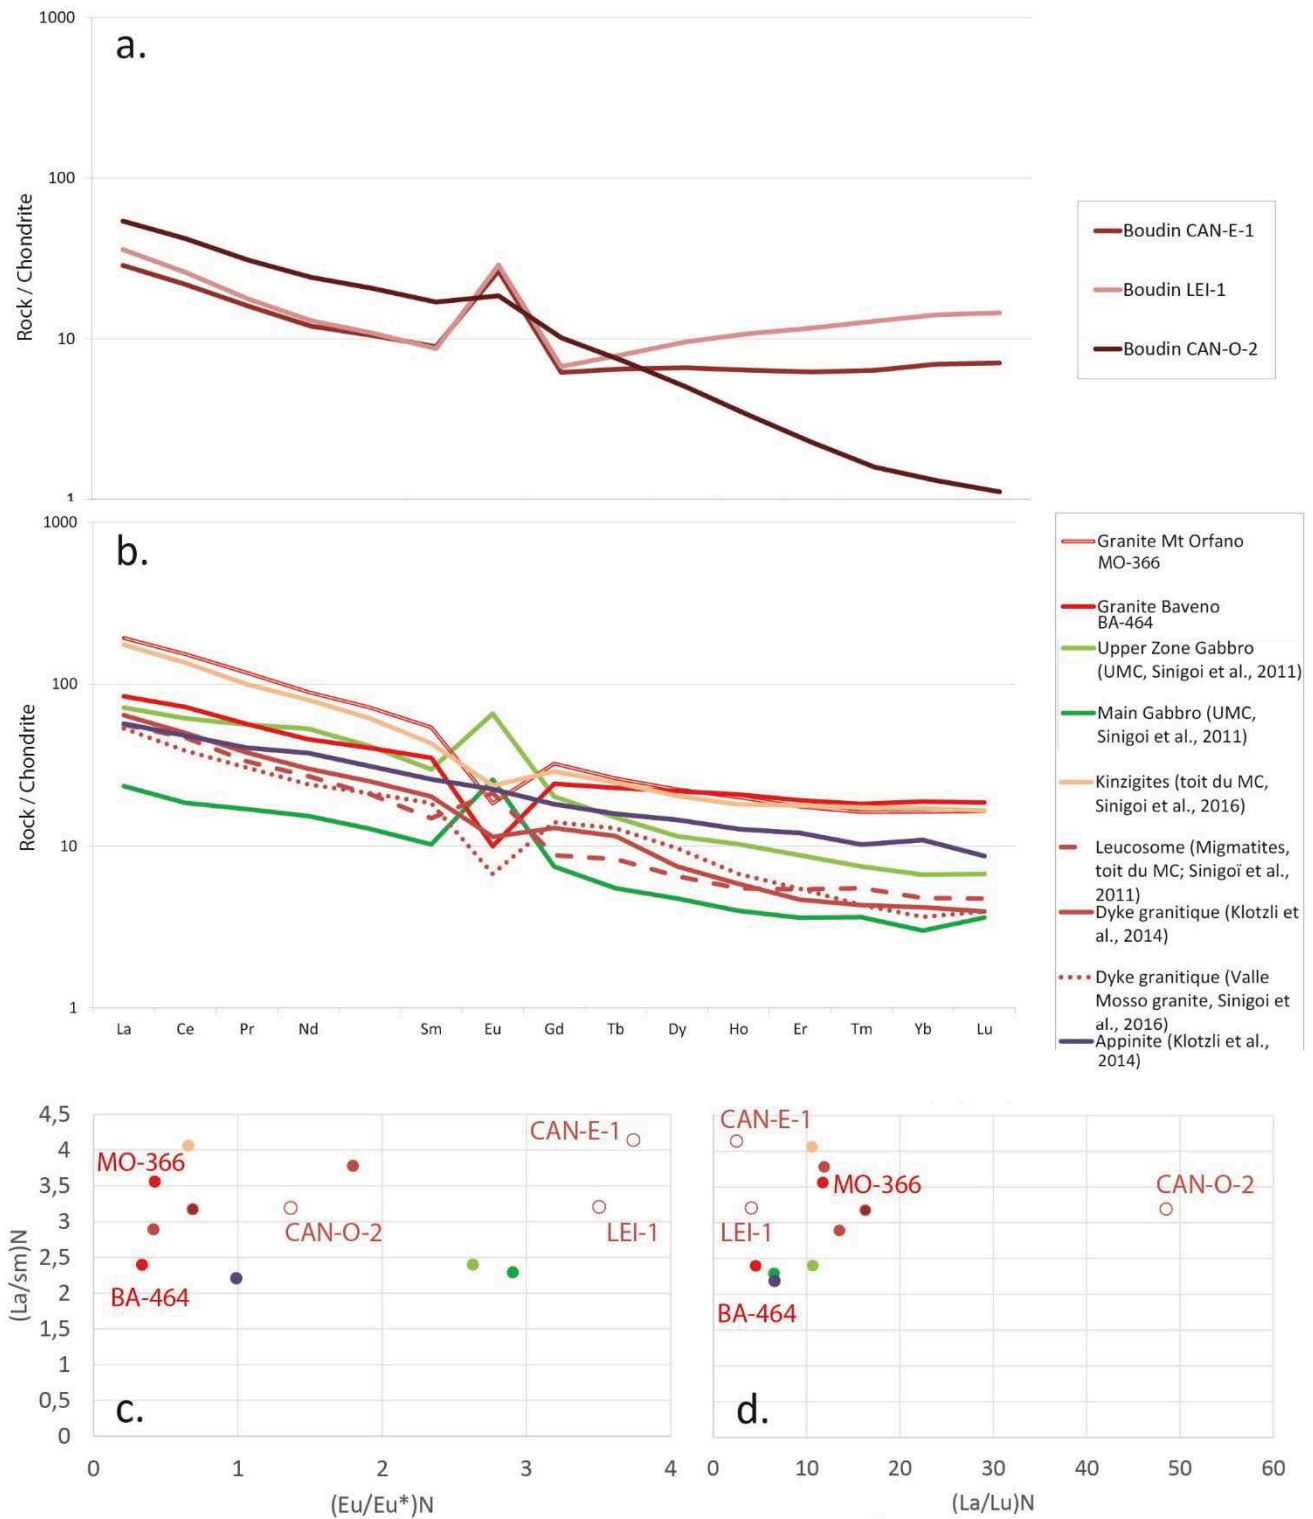 a.
1000
100
10
1
Rock / Chondrite
Boudin CAN-E-1
Boudin LEI-1
Boudin CAN-O-2
b.
1000
100
10
1
Rock / Chondrite
La Ce Pr Nd Sm Eu Gd Tb Dy Ho Er Tm Yb Lu
Granite Mt Orfano
MO-366
Granite Baveno
BA-464
Upper Zone Gabbro
(UMC, Sinigoi et al., 2011)
Main Gabbro (UMC,
Sinigoi et al., 2011)
Kinzigites (toit du MC,
Sinigoi et al., 2016)
Leucosome (Migmatites,
toit du MC; Sinigoï et al.,
2011)
Dyke granitique (Klotzli et
al., 2014)
Dyke granitique (Valle
Mosso granite, Sinigoi et
al., 2016)
Appinite (Klotzli et al.,
2014)
4,5
4
3,5
3
2,5
2
1,5
1
0,5
0
(La/sm)N
CAN-E-1
MO-366
CAN-O-2
LEI-1
BA-464
c.
0 1 2 3 4
(Eu/Eu*)N
CAN-E-1
MO-366
CAN-O-2
LEI-1
BA-464
d.
0 10 20 30 40 50 60
(La/Lu)N